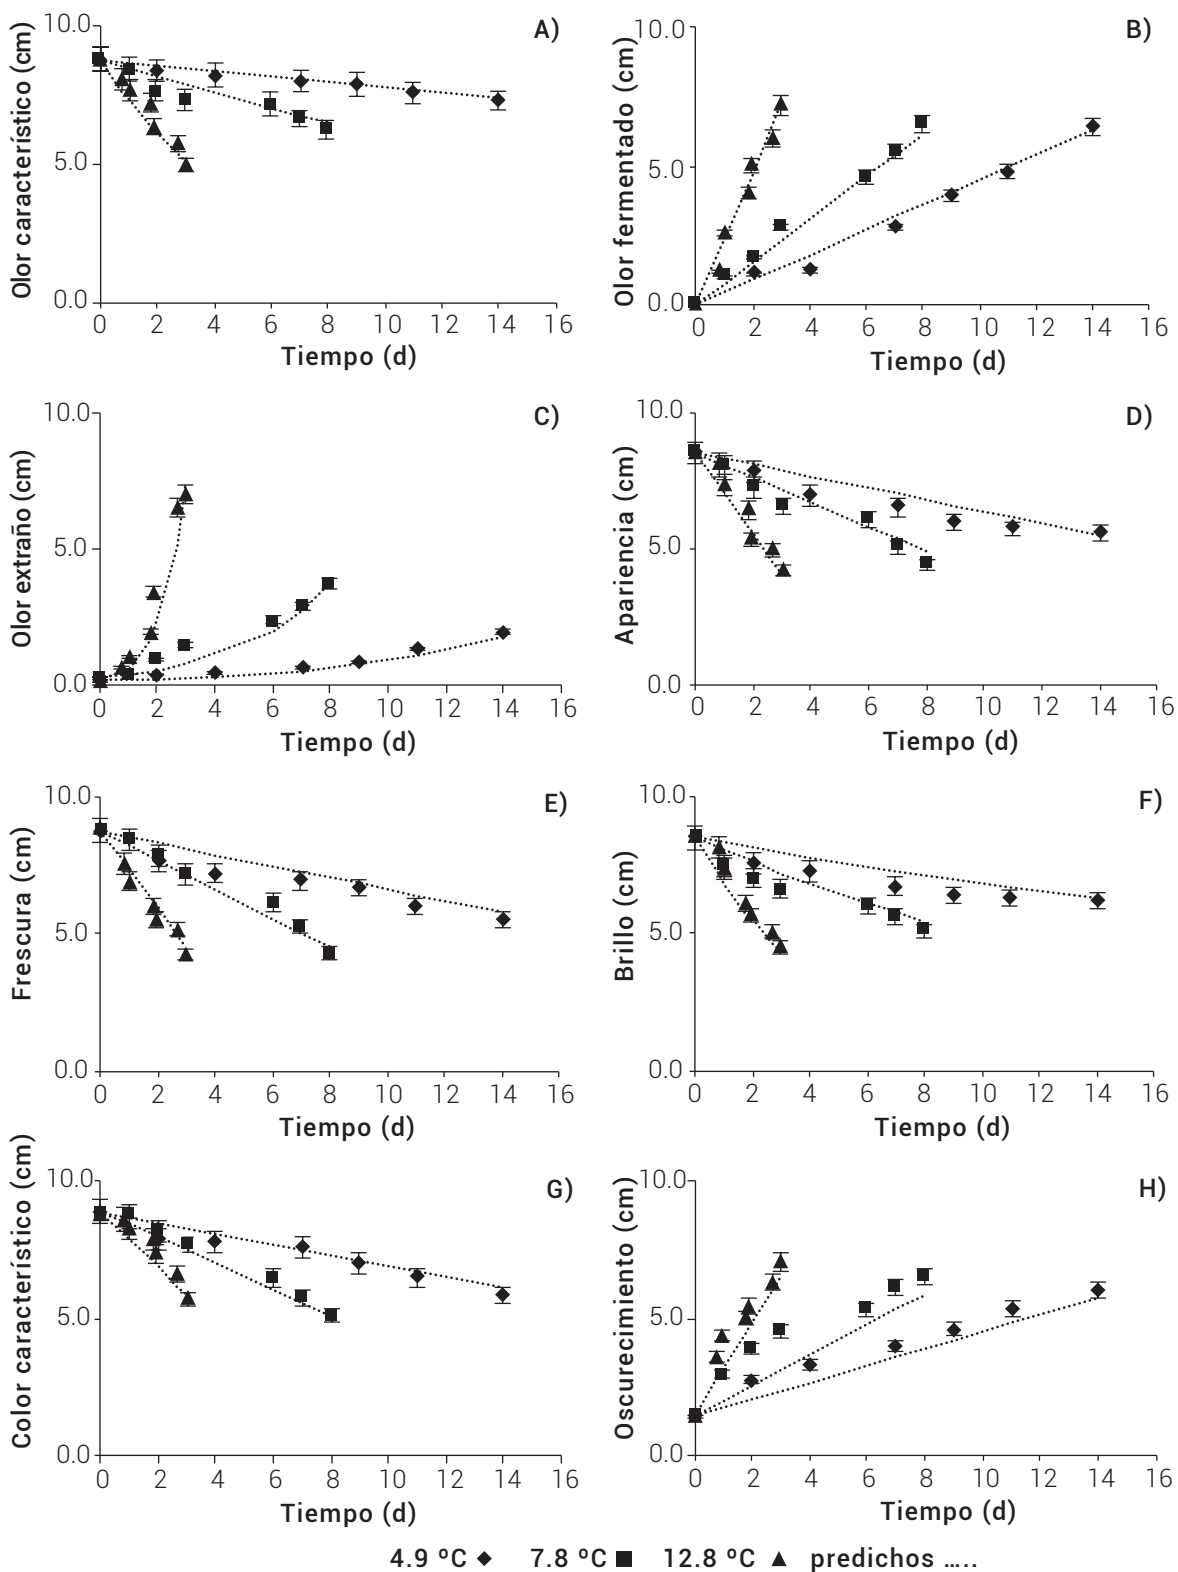 A)
10.0
5.0
0.0
0 2 4 6 8 10 12 14 16
Olor característico (cm)
Tiempo (d)
B)
10.0
5.0
0.0
0 2 4 6 8 10 12 14 16
Olor fermentado (cm)
Tiempo (d)
C)
10.0
5.0
0.0
0 2 4 6 8 10 12 14 16
Olor extraño (cm)
Tiempo (d)
D)
10.0
5.0
0.0
0 2 4 6 8 10 12 14 16
Apariencia (cm)
Tiempo (d)
E)
10.0
5.0
0.0
0 2 4 6 8 10 12 14 16
Frescura (cm)
Tiempo (d)
F)
10.0
5.0
0.0
0 2 4 6 8 10 12 14 16
Brillo (cm)
Tiempo (d)
G)
10.0
5.0
0.0
0 2 4 6 8 10 12 14 16
Color característico (cm)
Tiempo (d)
H)
10.0
5.0
0.0
0 2 4 6 8 10 12 14 16
Oscurecimiento (cm)
Tiempo (d)
4.9 ºC ◆ 7.8 ºC ■ 12.8 ºC ▲ predichos .....